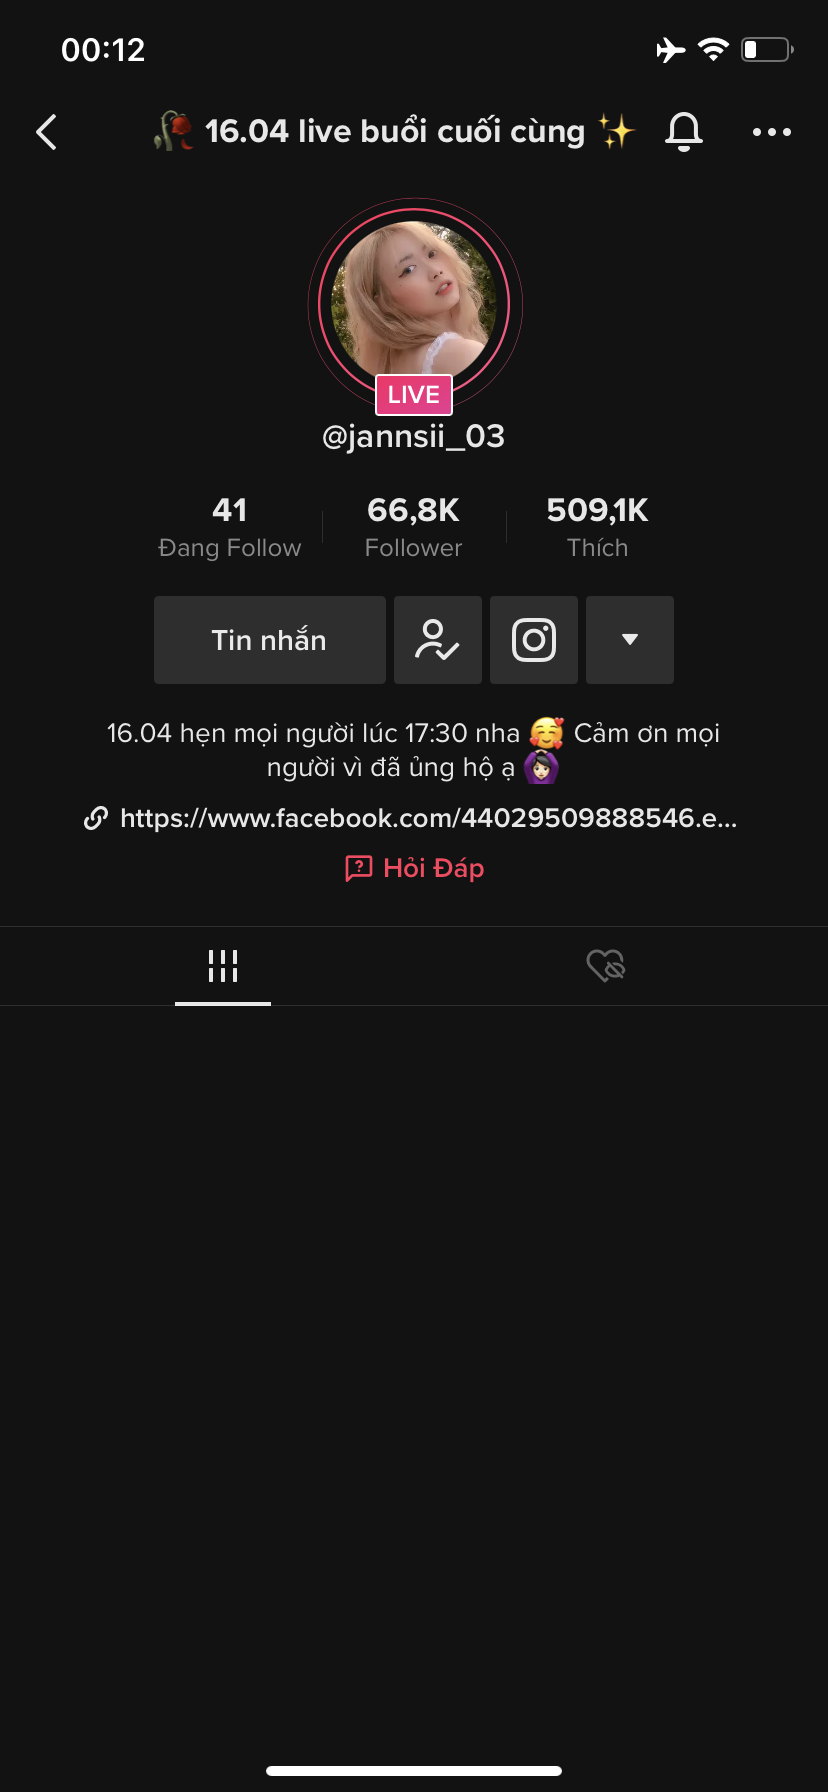 00:12
🥀 16.04 live buổi cuối cùng ✨
LIVE
@jannsii_03
41
Đang Follow
66,8K
Follower
509,1K
Thích
Tin nhắn
16.04 hẹn mọi người lúc 17:30 nha 🥰 Cảm ơn mọi
người vì đã ủng hộ ạ 🙆🏻‍♀️
https://www.facebook.com/44029509888546.e...
Hỏi Đáp